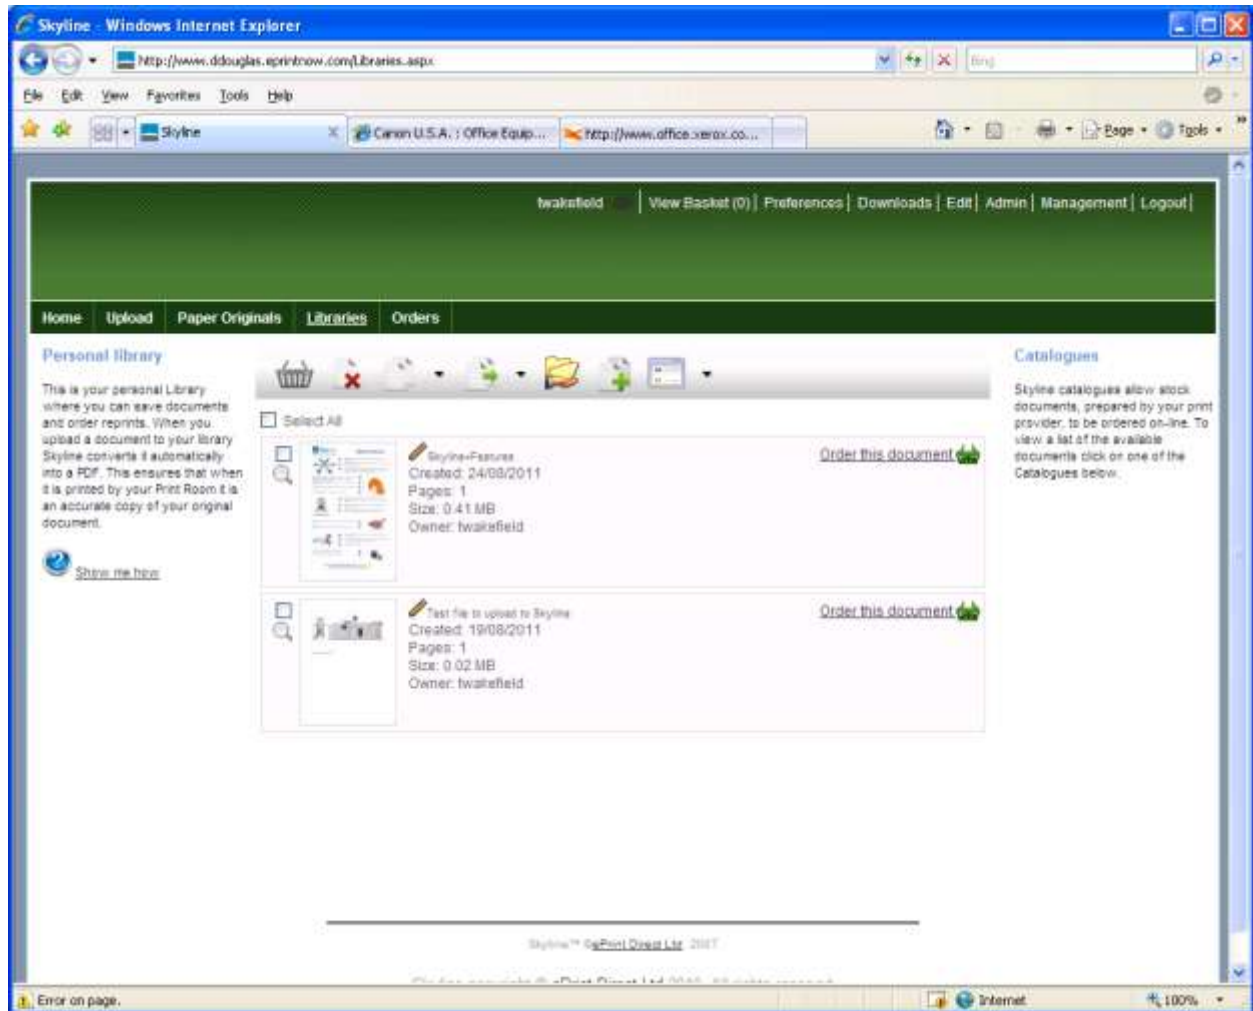 Skyline - Windows Internet Explorer
http://www.ddouglas.eprintnow.com/Libraries.aspx
Bing
File Edit View Favorites Tools Help
Skyline
Canon U.S.A. : Office Equip...
http://www.office.xerox.co...
Page Tools
twakefield
View Basket (0) | Preferences | Downloads | Edit | Admin | Management | Logout |
Home Upload Paper Originals Libraries Orders
Personal library
This is your personal Library
where you can save documents
and order reprints. When you
upload a document to your library
Skyline converts it automatically
into a PDF. This ensures that when
it is printed by your Print Room it is
an accurate copy of your original
document.
Show me how
Select All
Skyline-Features
Created: 24/08/2011
Pages: 1
Size: 0.41 MB
Owner: twakefield
Order this document
Test file to upload to Skyline
Created: 19/08/2011
Pages: 1
Size: 0.02 MB
Owner: twakefield
Order this document
Catalogues
Skyline catalogues allow stock
documents, prepared by your print
provider, to be ordered on-line. To
view a list of the available
documents click on one of the
Catalogues below.
Skyline™ ©ePrint Direct Ltd 2007
Error on page.
Internet
100%